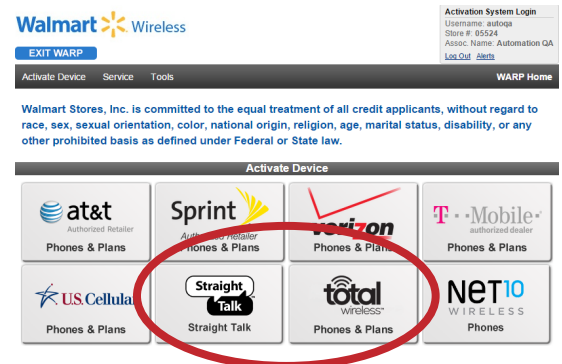 Walmart Wireless
EXIT WARP
Activation System Login
Username: autoqa
Store #: 05524
Assoc. Name: Automation QA
Log Out Alerts
Activate Device Service Tools WARP Home
Walmart Stores, Inc. is committed to the equal treatment of all credit applicants, without regard to
race, sex, sexual orientation, color, national origin, religion, age, marital status, disability, or any
other prohibited basis as defined under Federal or State law.
Activate Device
at&t
Authorized Retailer
Phones & Plans
Sprint
Authorized Retailer
Phones & Plans
verizon
Phones & Plans
T··Mobile·
authorized dealer
Phones & Plans
U.S. Cellular
Phones & Plans
Straight
Talk
Straight Talk
total
wireless
Phones & Plans
NET10
WIRELESS
Phones